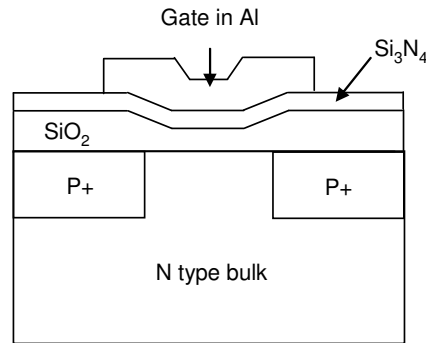 Gate in Al
Si₃N₄
SiO₂
P+
P+
N type bulk